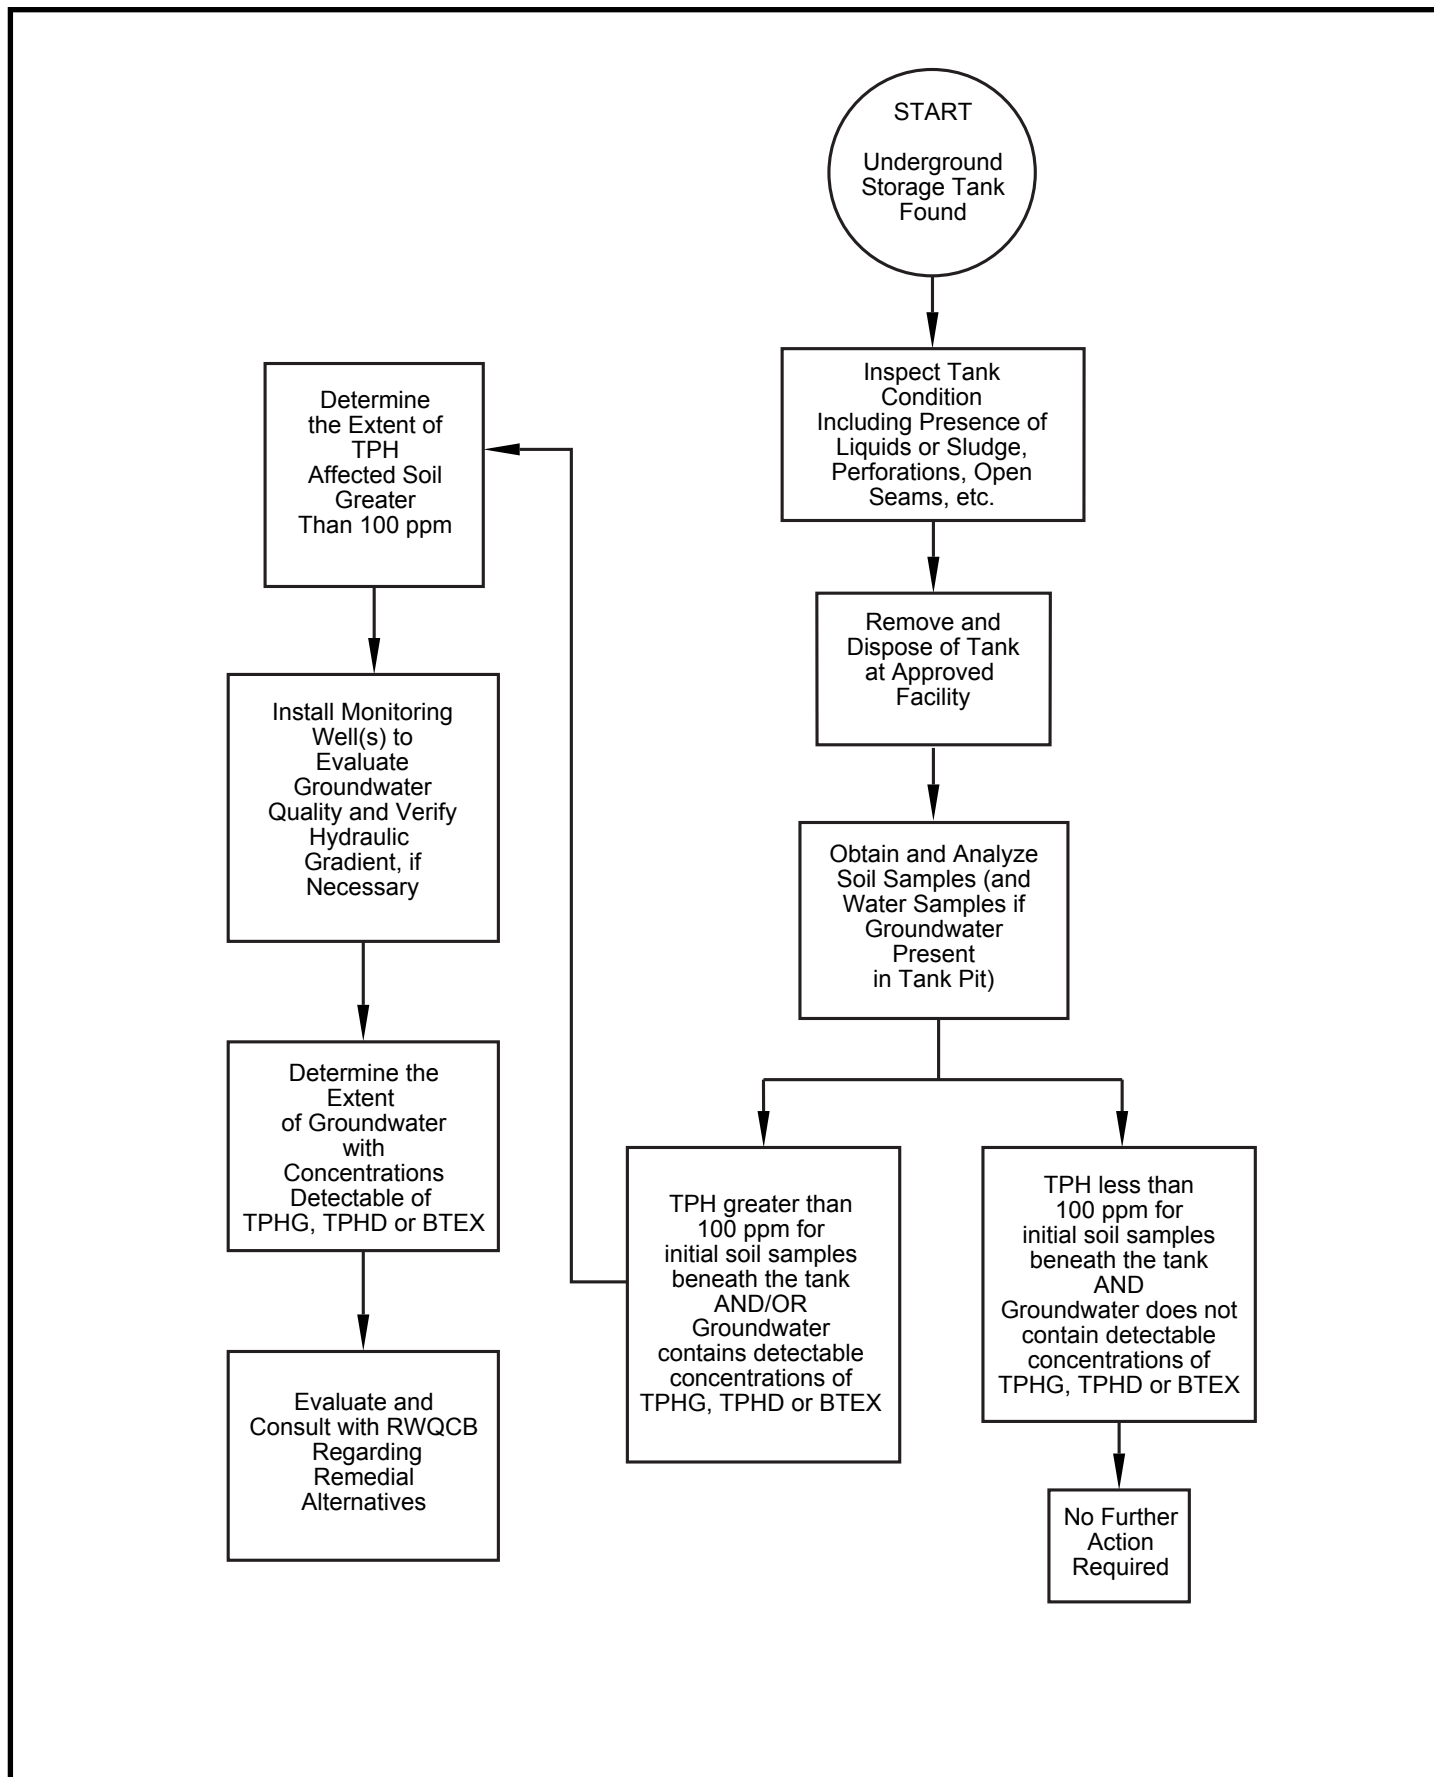 START
Underground
Storage Tank
Found
Inspect Tank
Condition
Including Presence of
Liquids or Sludge,
Perforations, Open
Seams, etc.
Remove and
Dispose of Tank
at Approved
Facility
Obtain and Analyze
Soil Samples (and
Water Samples if
Groundwater
Present
in Tank Pit)
TPH less than
100 ppm for
initial soil samples
beneath the tank
AND
Groundwater does not
contain detectable
concentrations of
TPHG, TPHD or BTEX
No Further
Action
Required
TPH greater than
100 ppm for
initial soil samples
beneath the tank
AND/OR
Groundwater
contains detectable
concentrations of
TPHG, TPHD or BTEX
Determine
the Extent of
TPH
Affected Soil
Greater
Than 100 ppm
Install Monitoring
Well(s) to
Evaluate
Groundwater
Quality and Verify
Hydraulic
Gradient, if
Necessary
Determine the
Extent
of Groundwater
with
Concentrations
Detectable of
TPHG, TPHD or BTEX
Evaluate and
Consult with RWQCB
Regarding
Remedial
Alternatives